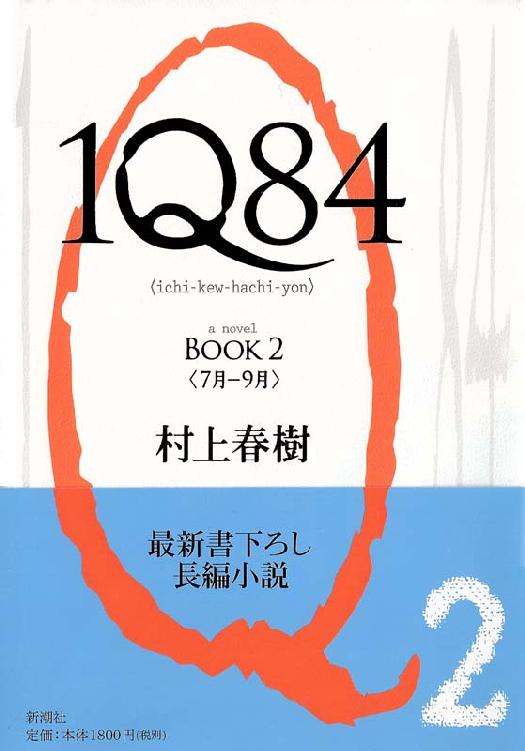 1Q84
〈ichi-kew-hachi-yon〉
a novel
BOOK 2
〈7月−9月〉
村上春樹
最新書下ろし
長編小説
2
新潮社
定価：本体1800円(税別)